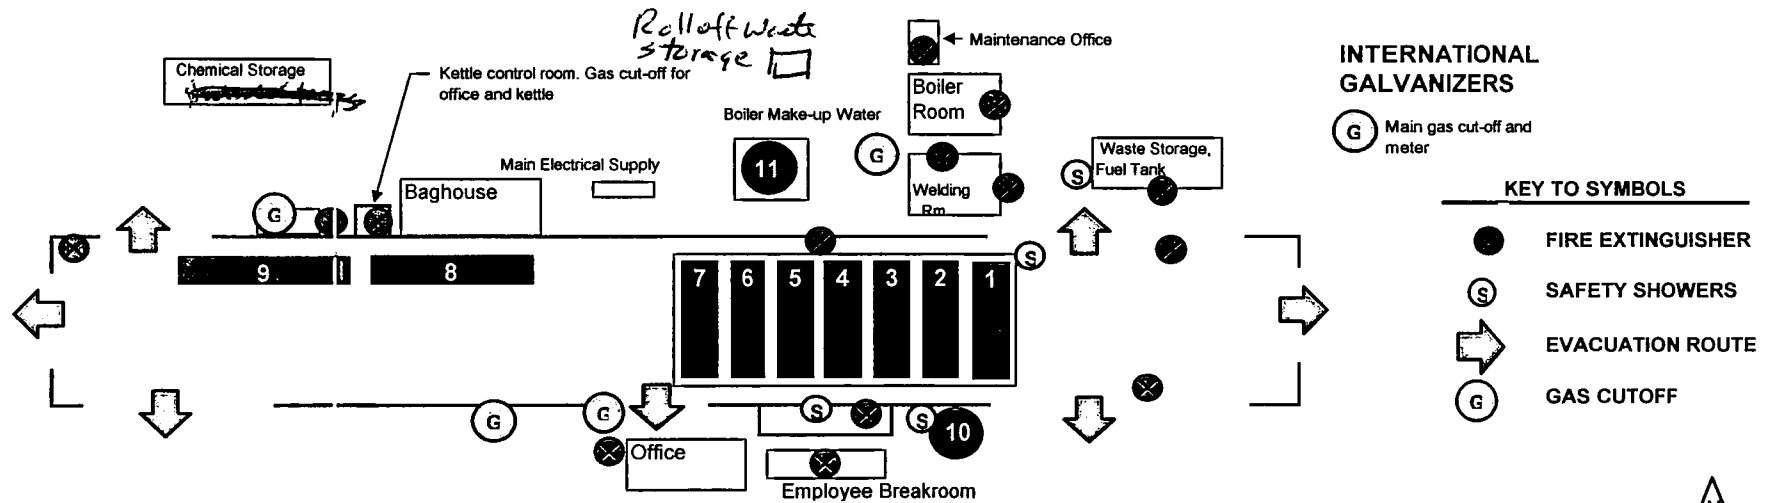 Rolloff Waste
storage
Maintenance Office
INTERNATIONAL
GALVANIZERS
Chemical Storage
Kettle control room. Gas cut-off for
office and kettle
Boiler
Room
Boiler Make-up Water
G
Main gas cut-off and
meter
Main Electrical Supply
11
G
S
Waste Storage,
Fuel Tank
Baghouse
Welding
Rm
KEY TO SYMBOLS
G
FIRE EXTINGUISHER
S
9
8
7
6
5
4
3
2
1
S
SAFETY SHOWERS
EVACUATION ROUTE
G
GAS CUTOFF
G
G
S
S
10
Office
Employee Breakroom